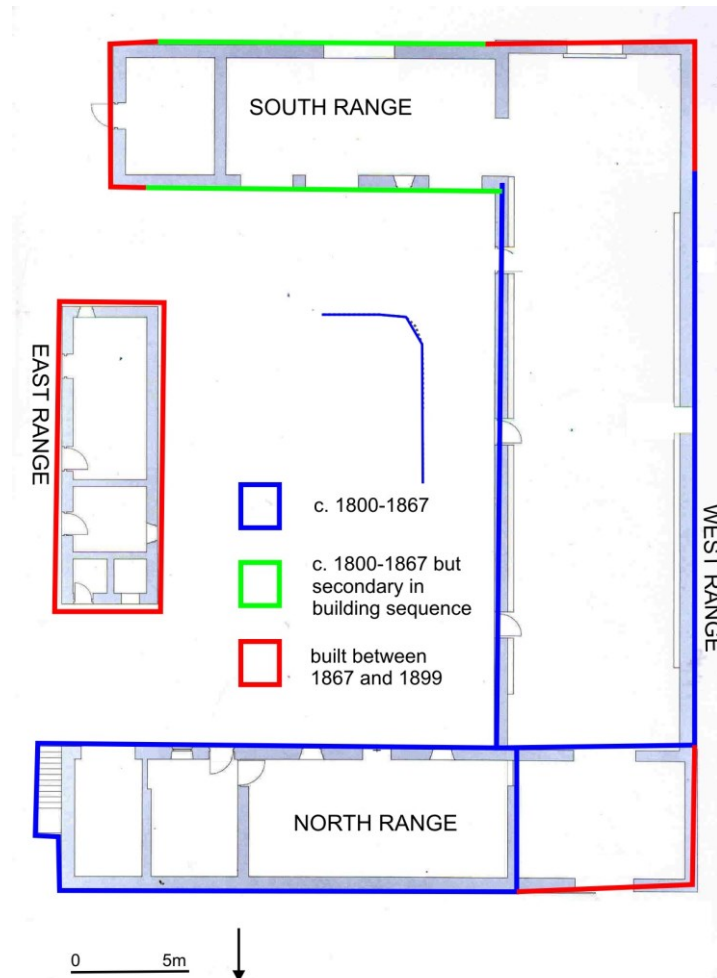 SOUTH RANGE
EAST RANGE
c. 1800-1867
c. 1800-1867 but
secondary in
building sequence
built between
1867 and 1899
WEST RANGE
NORTH RANGE
0 5m